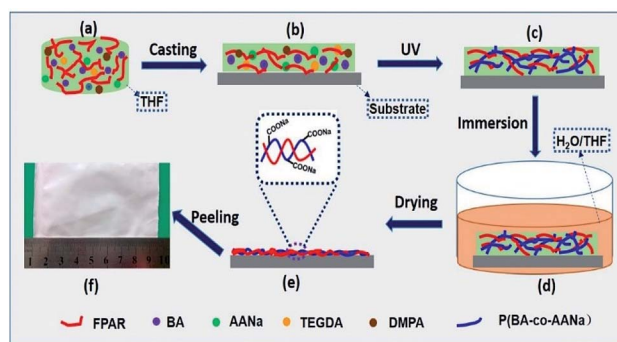 (a)
(b)
(c)
Casting
UV
THF
Substrate
Immersion
H2O/THF
COONa
COONa
COONa
COONa
Drying
Peeling
1 2 3 4 5 6 7 8 9 10
(f)
(e)
(d)
FPAR BA AANa TEGDA DMPA P(BA-co-AANa）